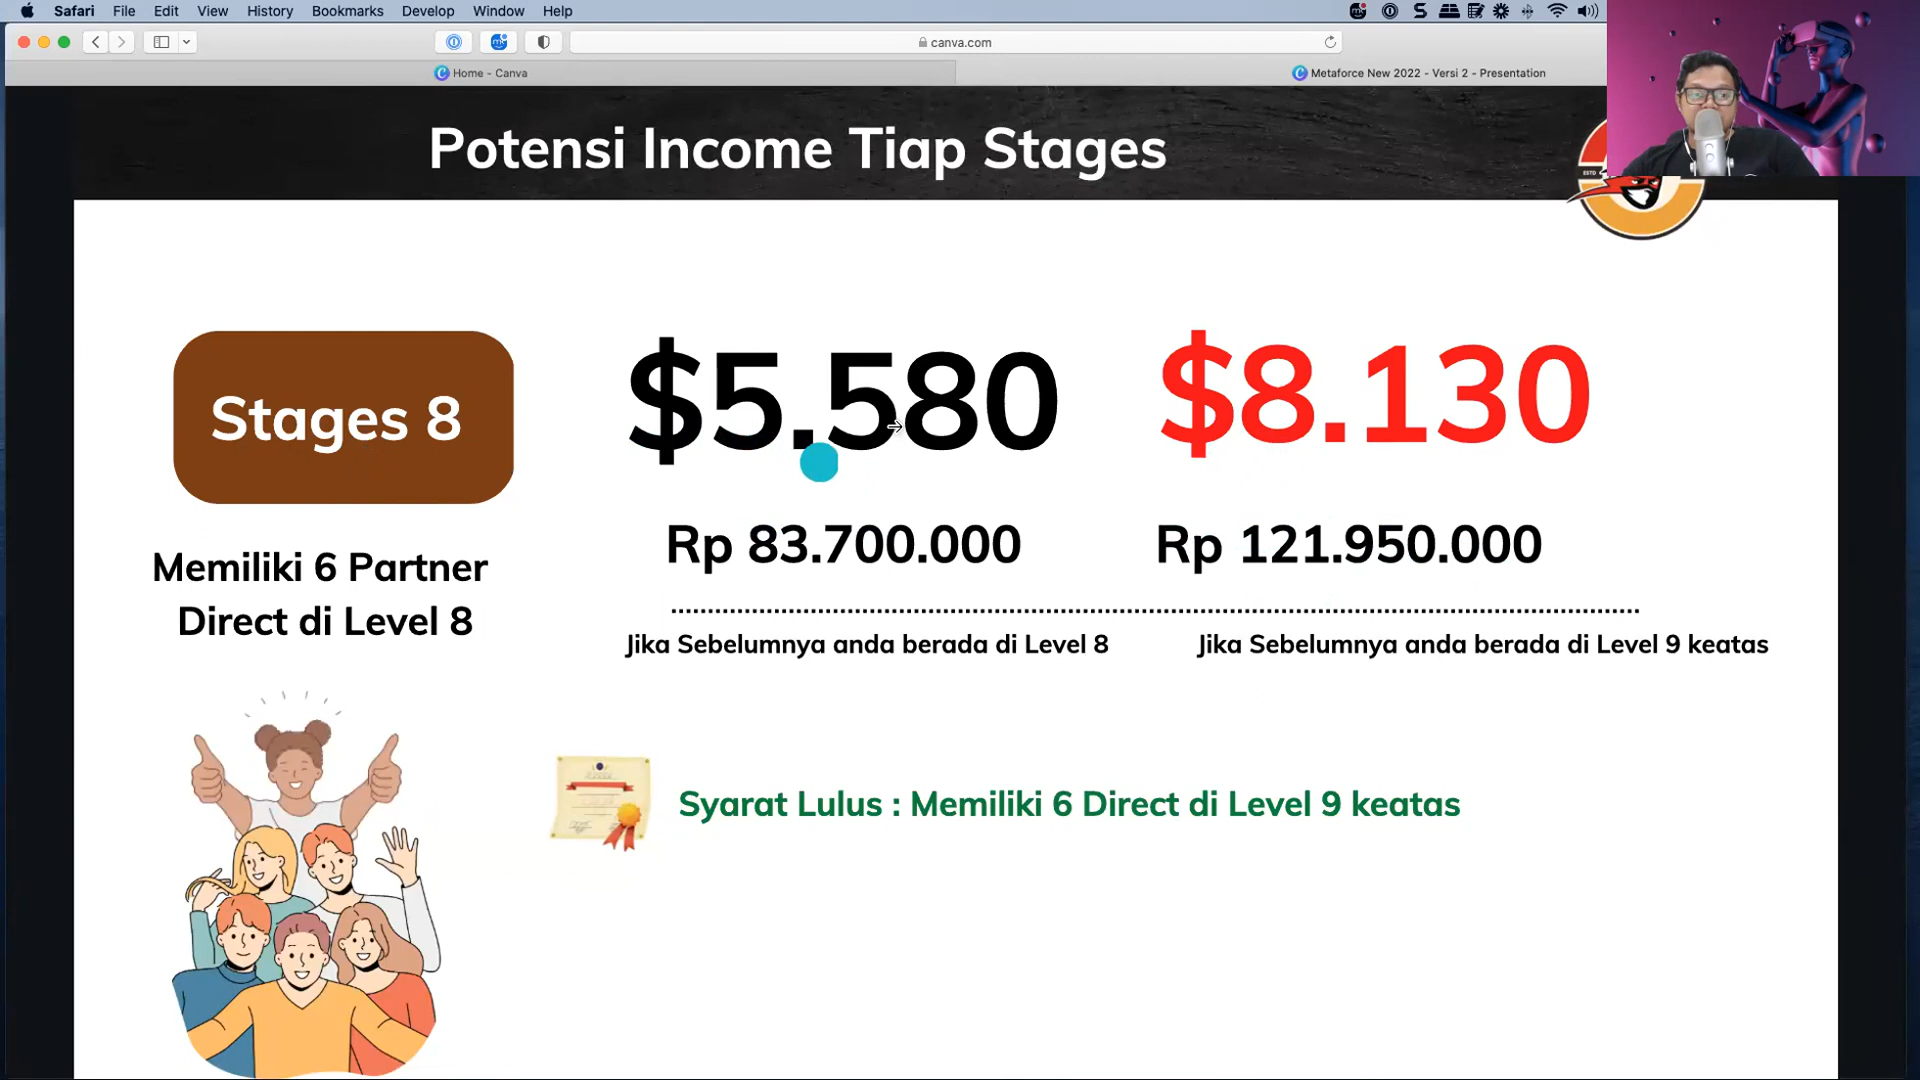 Safari File Edit View History Bookmarks Develop Window Help
canva.com
Home - Canva
Metaforce New 2022 - Versi 2 - Presentation
Potensi Income Tiap Stages
ESTD
Stages 8
$5.580
$8.130
Memiliki 6 Partner
Direct di Level 8
Rp 83.700.000
Rp 121.950.000
Jika Sebelumnya anda berada di Level 8
Jika Sebelumnya anda berada di Level 9 keatas
Syarat Lulus : Memiliki 6 Direct di Level 9 keatas